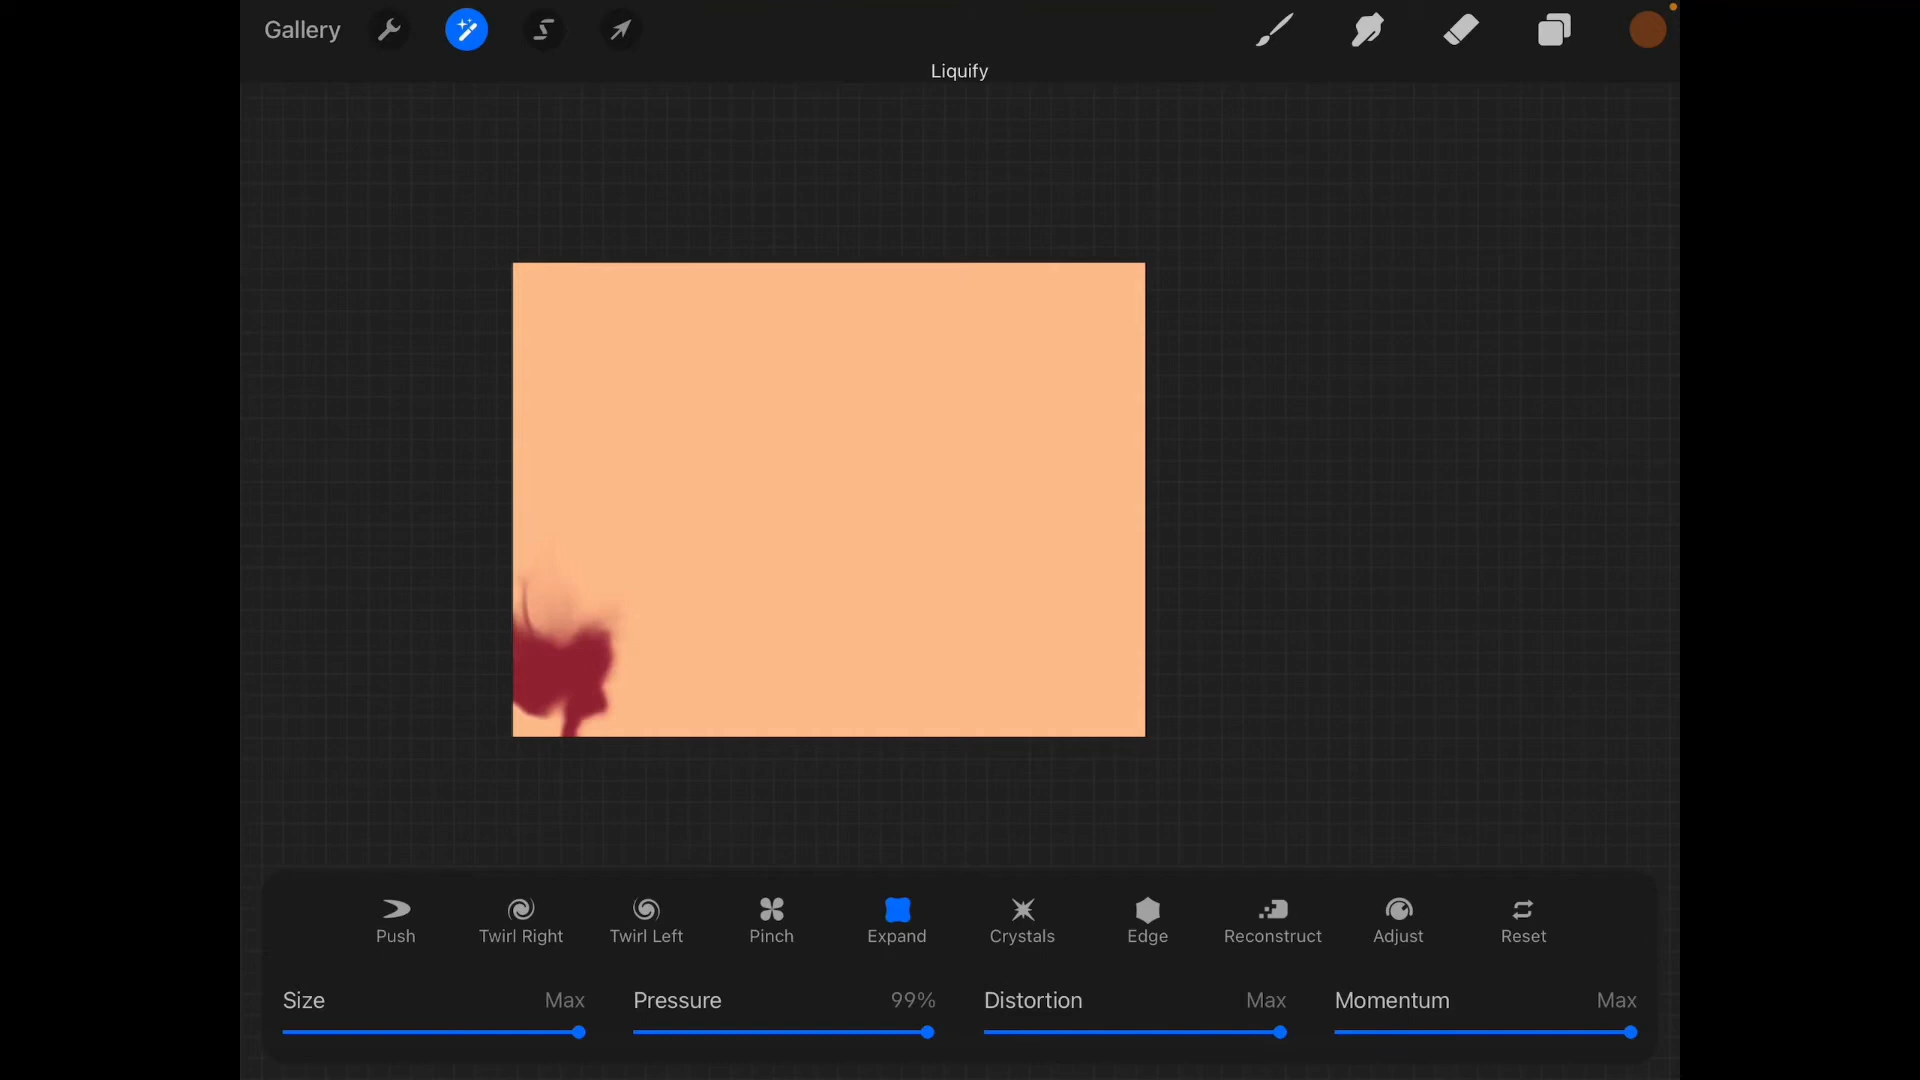 Gallery
Liquify
Push Twirl Right Twirl Left Pinch Expand Crystals Edge Reconstruct Adjust Reset
Size Max Pressure 99% Distortion Max Momentum Max